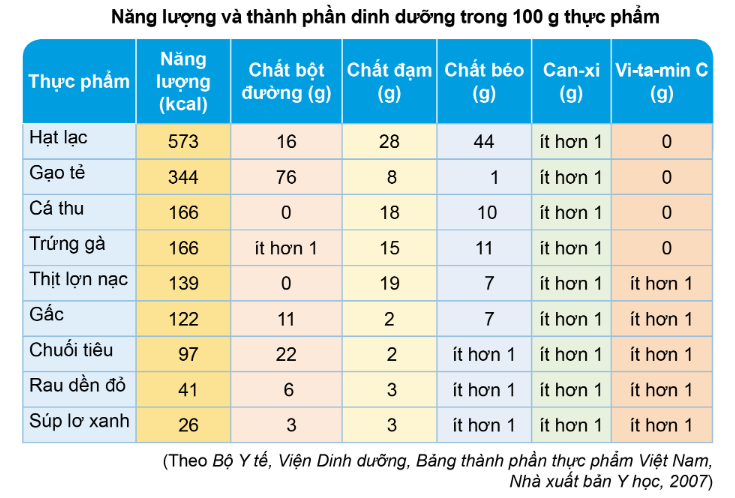 Năng lượng và thành phần dinh dưỡng trong 100 g thực phẩm
Thực phẩm Năng lượng (kcal) Chất bột đường (g) Chất đạm (g) Chất béo (g) Can-xi (g) Vi-ta-min C (g)
Hạt lạc 573 16 28 44 ít hơn 1 0
Gạo tẻ 344 76 8 1 ít hơn 1 0
Cá thu 166 0 18 10 ít hơn 1 0
Trứng gà 166 ít hơn 1 15 11 ít hơn 1 0
Thịt lợn nạc 139 0 19 7 ít hơn 1 ít hơn 1
Gấc 122 11 2 7 ít hơn 1 ít hơn 1
Chuối tiêu 97 22 2 ít hơn 1 ít hơn 1 ít hơn 1
Rau dền đỏ 41 6 3 ít hơn 1 ít hơn 1 ít hơn 1
Súp lơ xanh 26 3 3 ít hơn 1 ít hơn 1 ít hơn 1
(Theo Bộ Y tế, Viện Dinh dưỡng, Bảng thành phần thực phẩm Việt Nam,
Nhà xuất bản Y học, 2007)